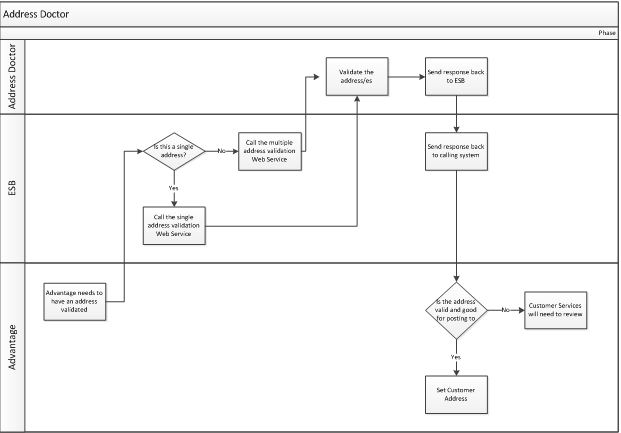 Address Doctor
Phase
Address Doctor
Validate the
address/es
Send response back
to ESB
ESB
Is this a single
address?
No
Call the multiple
address validation
Web Service
Send response back
to calling system
Yes
Call the single
address validation
Web Service
Advantage
Advantage needs to
have an address
validated
Is the address
valid and good
for posting to
No
Customer Services
will need to review
Yes
Set Customer
Address